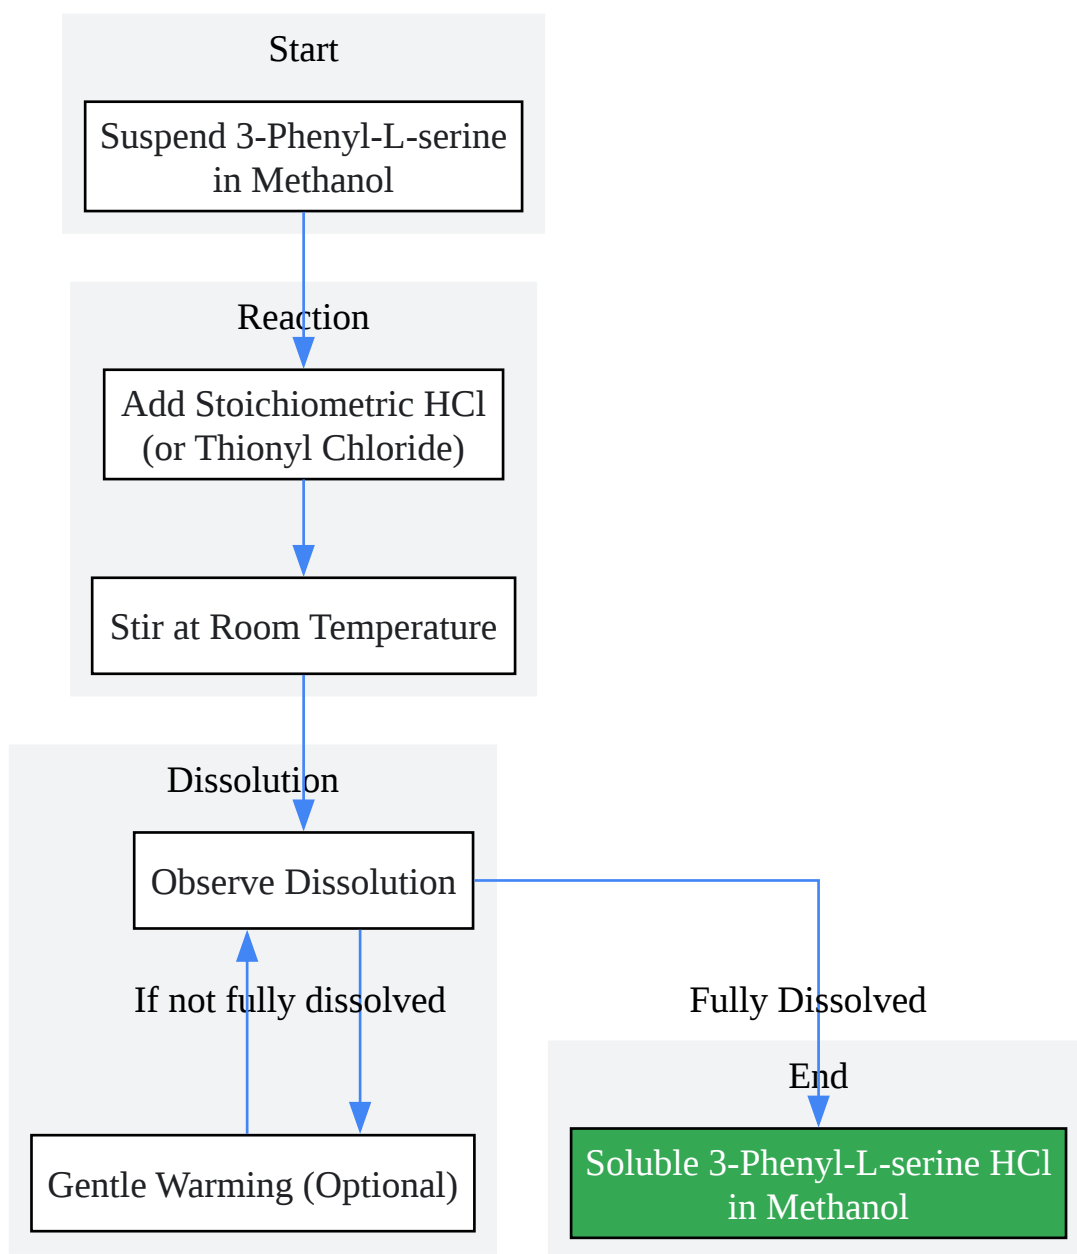 Start
Suspend 3-Phenyl-L-serine
in Methanol
Reaction
Add Stoichiometric HCl
(or Thionyl Chloride)
Stir at Room Temperature
Dissolution
Observe Dissolution
If not fully dissolved
Fully Dissolved
Gentle Warming (Optional)
End
Soluble 3-Phenyl-L-serine HCl
in Methanol